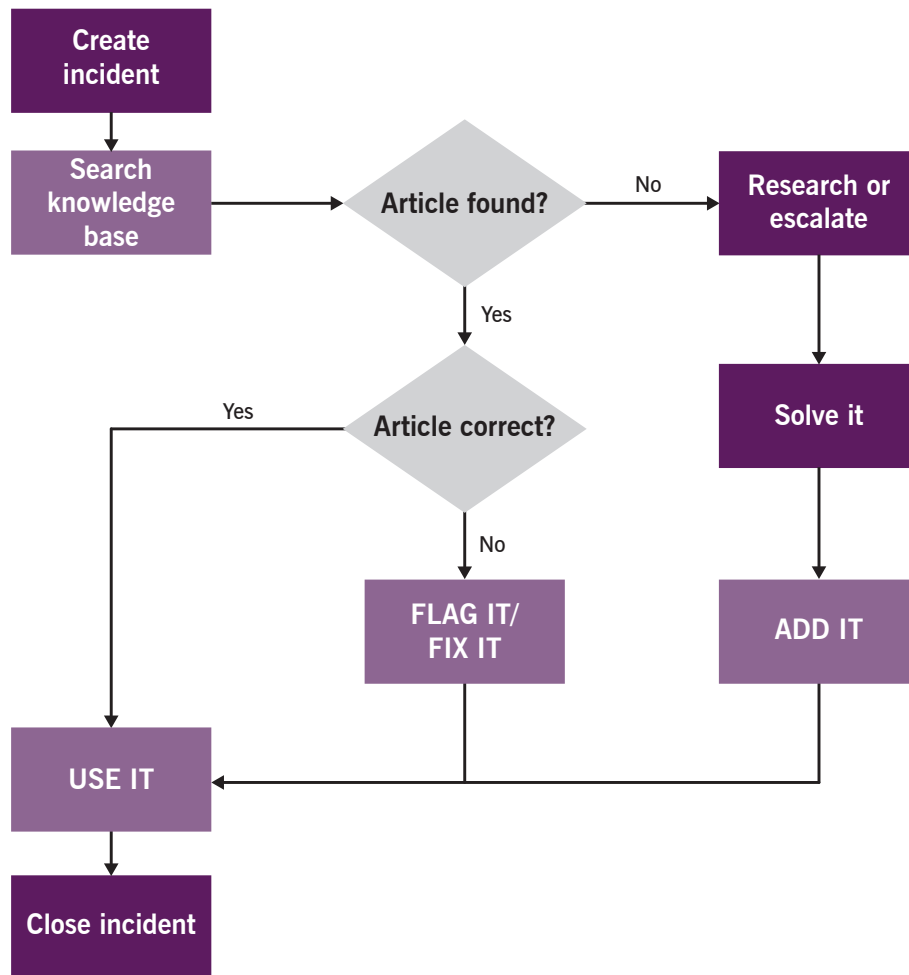 Create
incident
Search
knowledge
base
Article found?
No
Research or
escalate
Yes
Yes
Article correct?
Solve it
No
FLAG IT/
FIX IT
ADD IT
USE IT
Close incident